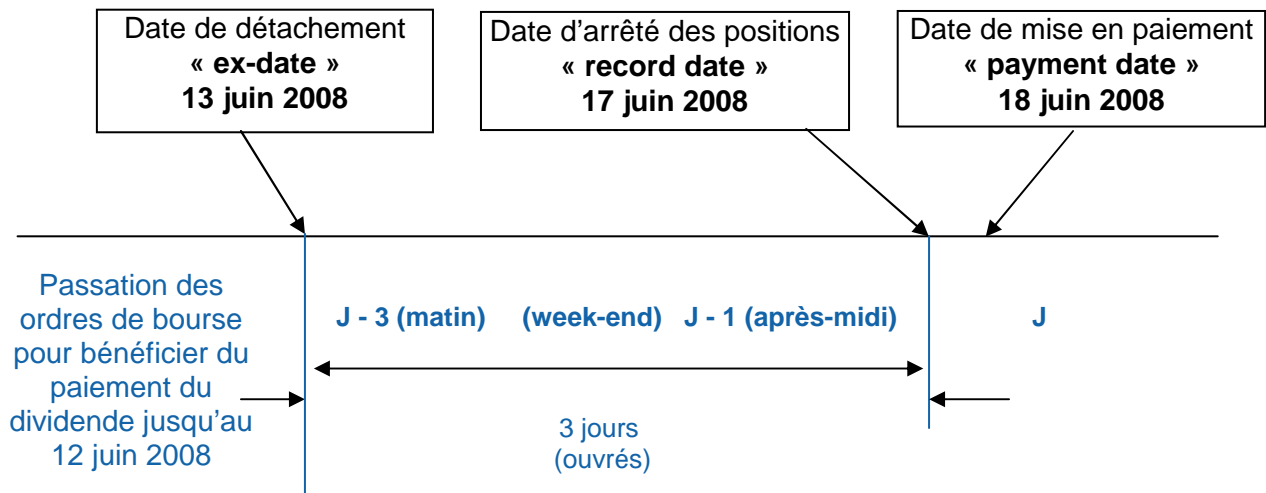 Date de détachement
« ex-date »
13 juin 2008
Date d’arrêté des positions
« record date »
17 juin 2008
Date de mise en paiement
« payment date »
18 juin 2008
Passation des
ordres de bourse
pour bénéficier du
paiement du
dividende jusqu’au
12 juin 2008
J - 3 (matin) (week-end) J - 1 (après-midi) J
3 jours
(ouvrés)